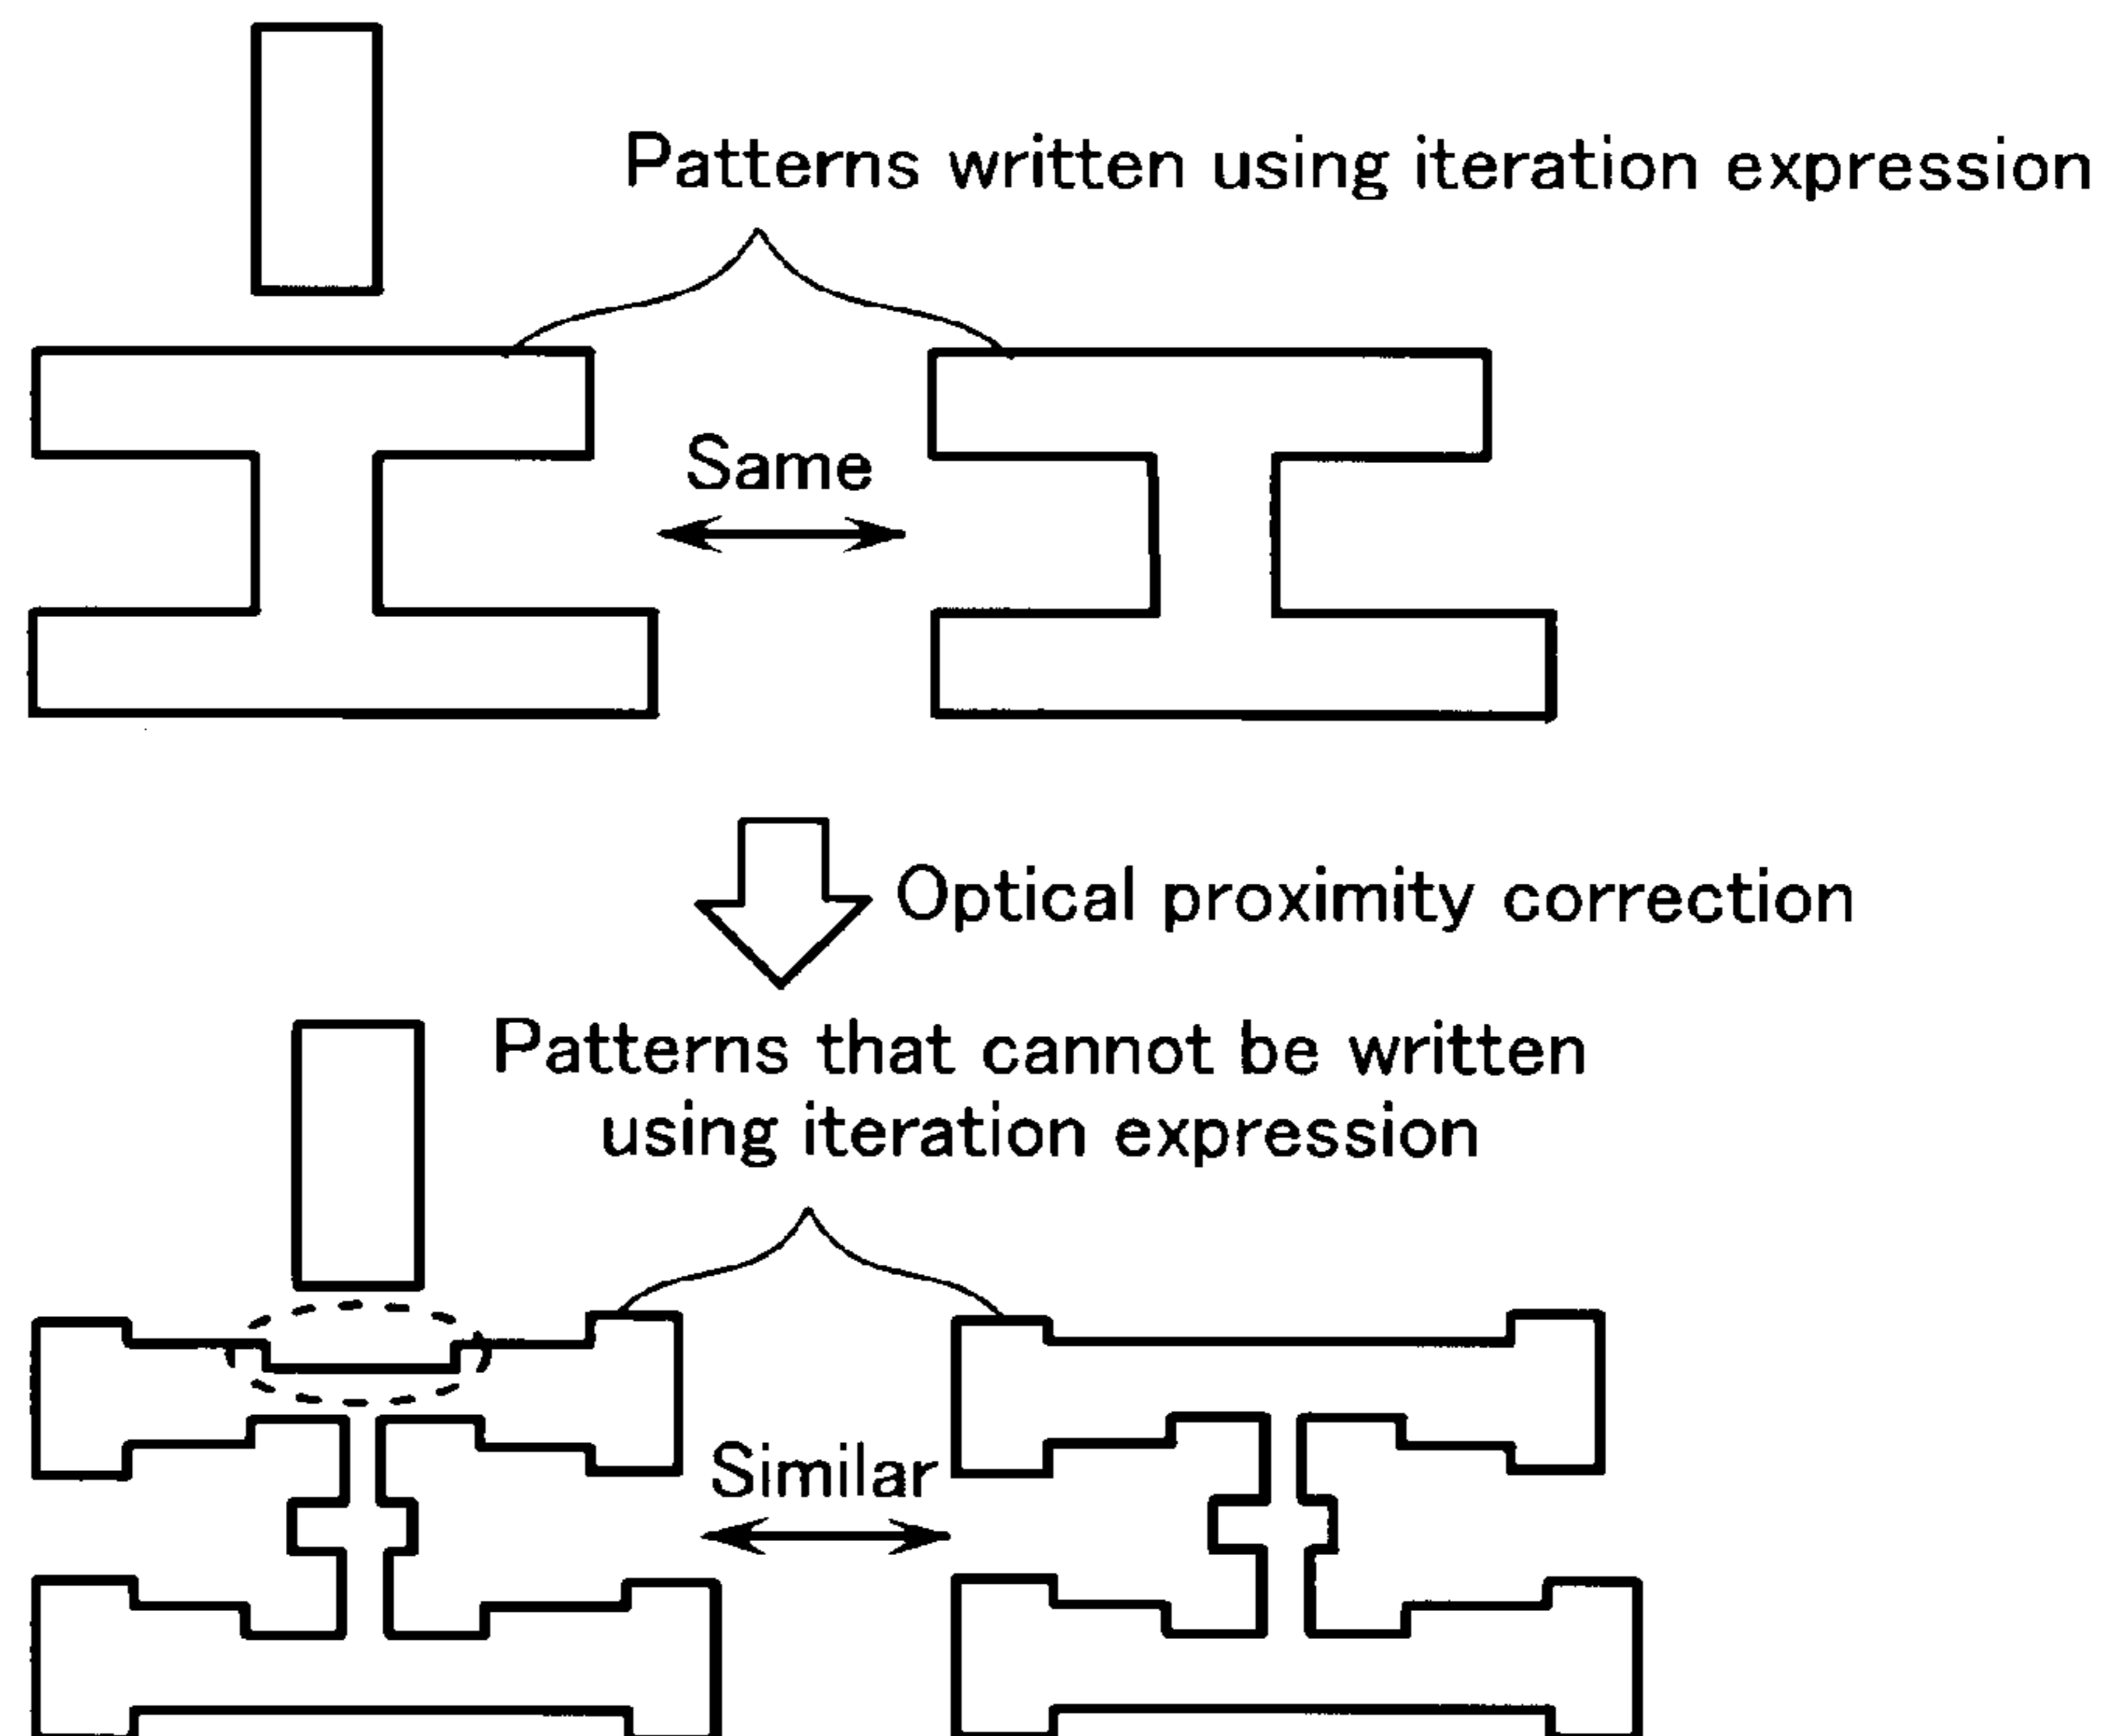 Patterns written using iteration expression
Same
Optical proximity correction
Patterns that cannot be written
using iteration expression
Similar